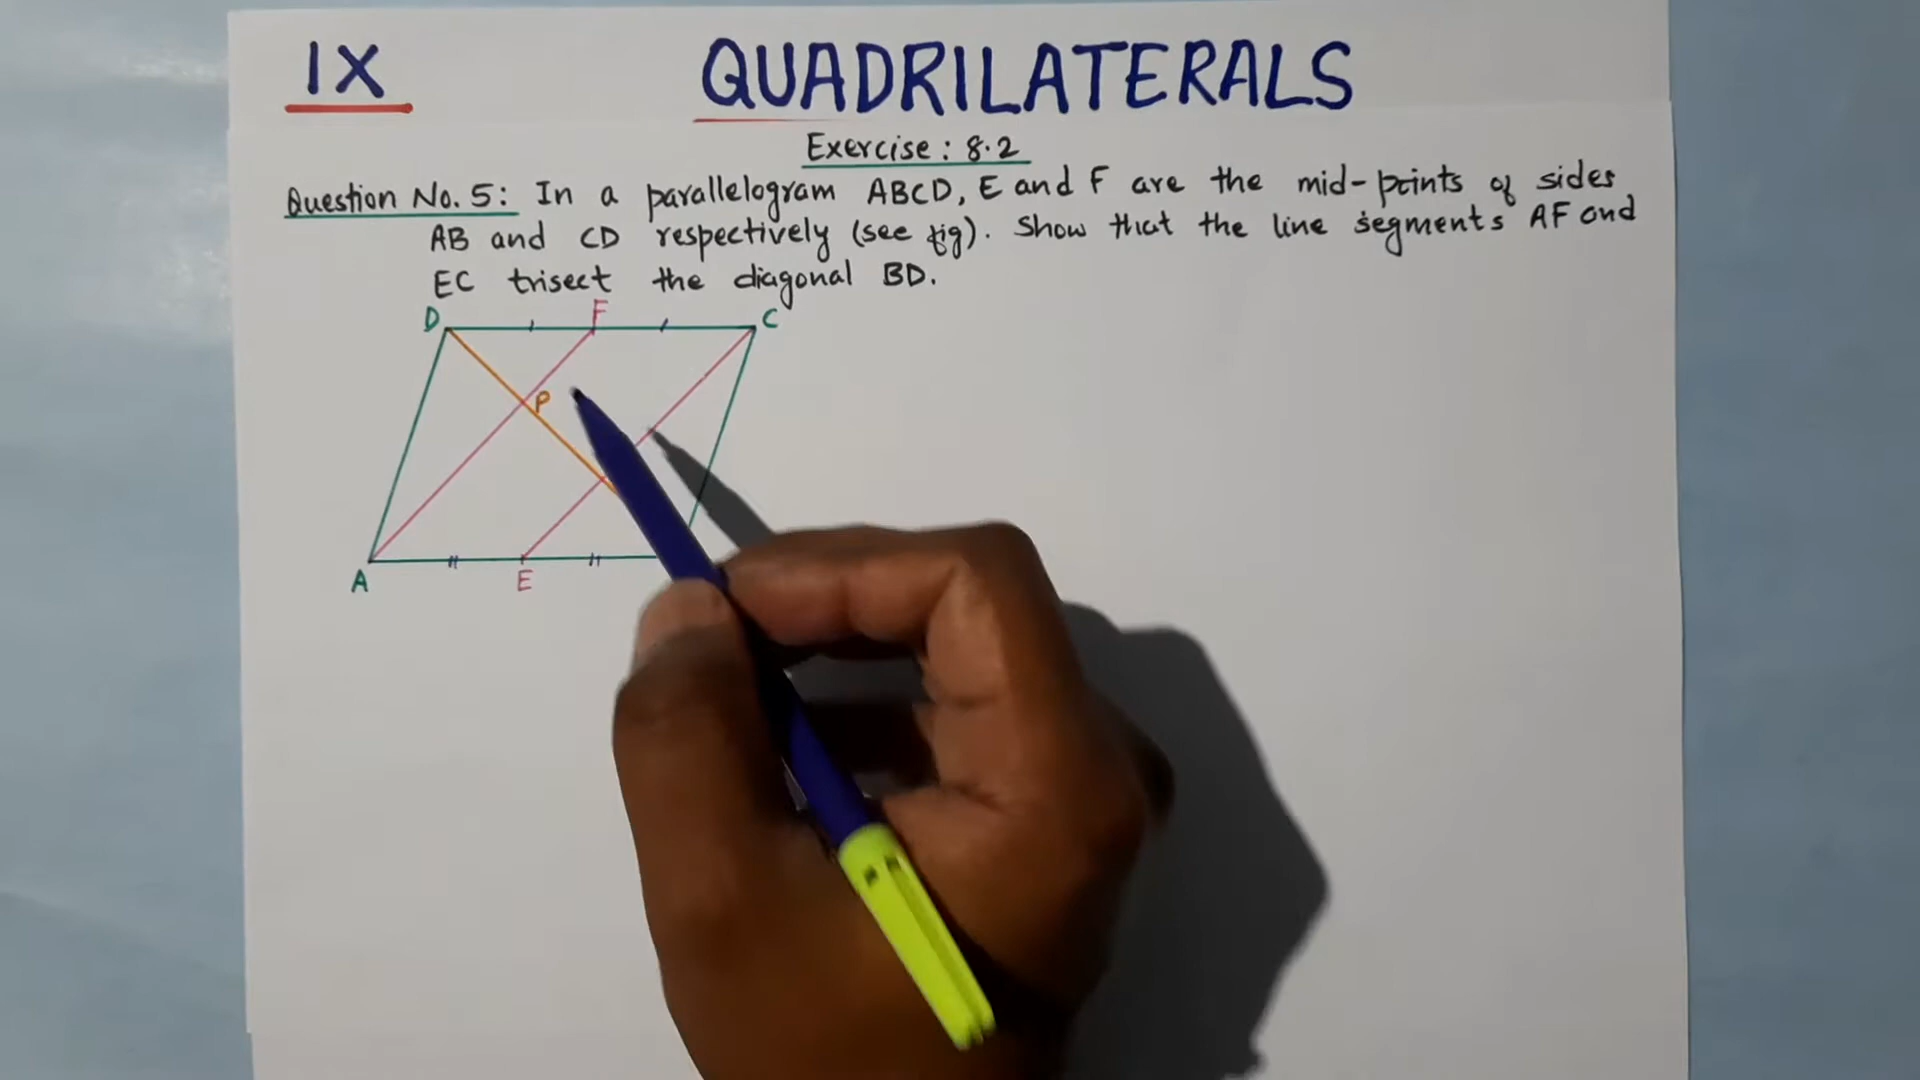 IX
QUADRILATERALS
Exercise: 8.2
Question No. 5: In a parallelogram ABCD, E and F are the mid-points of sides
AB and CD respectively (see fig). Show that the line segments AF and
EC trisect the diagonal BD.
D F C
P
A E